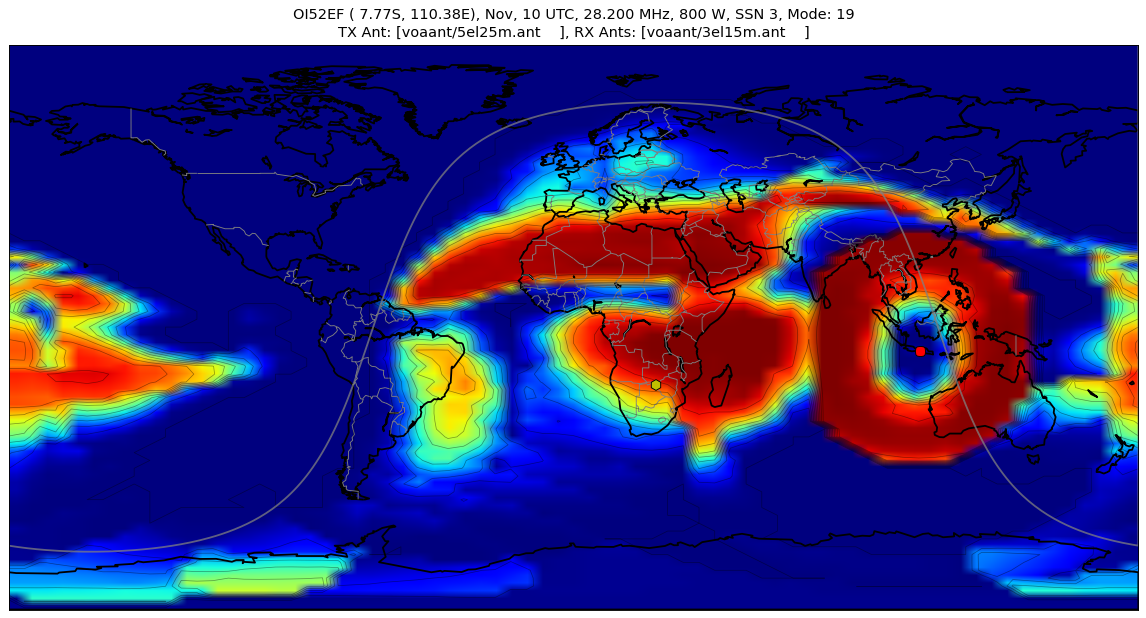 OI52EF ( 7.77S, 110.38E), Nov, 10 UTC, 28.200 MHz, 800 W, SSN 3, Mode: 19
TX Ant: [voaant/5el25m.ant    ], RX Ants: [voaant/3el15m.ant    ]